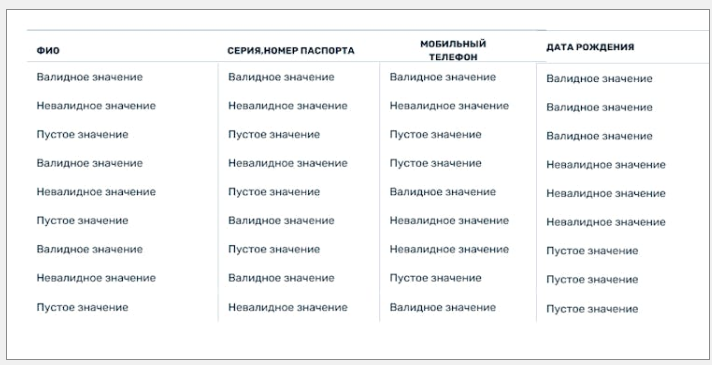 ФИО СЕРИЯ,НОМЕР ПАСПОРТА МОБИЛЬНЫЙ ТЕЛЕФОН ДАТА РОЖДЕНИЯ
Валидное значение Валидное значение Валидное значение Валидное значение
Невалидное значение Невалидное значение Невалидное значение Валидное значение
Пустое значение Пустое значение Пустое значение Валидное значение
Валидное значение Невалидное значение Пустое значение Невалидное значение
Невалидное значение Пустое значение Валидное значение Невалидное значение
Пустое значение Валидное значение Невалидное значение Невалидное значение
Валидное значение Пустое значение Невалидное значение Пустое значение
Невалидное значение Валидное значение Пустое значение Пустое значение
Пустое значение Невалидное значение Валидное значение Пустое значение